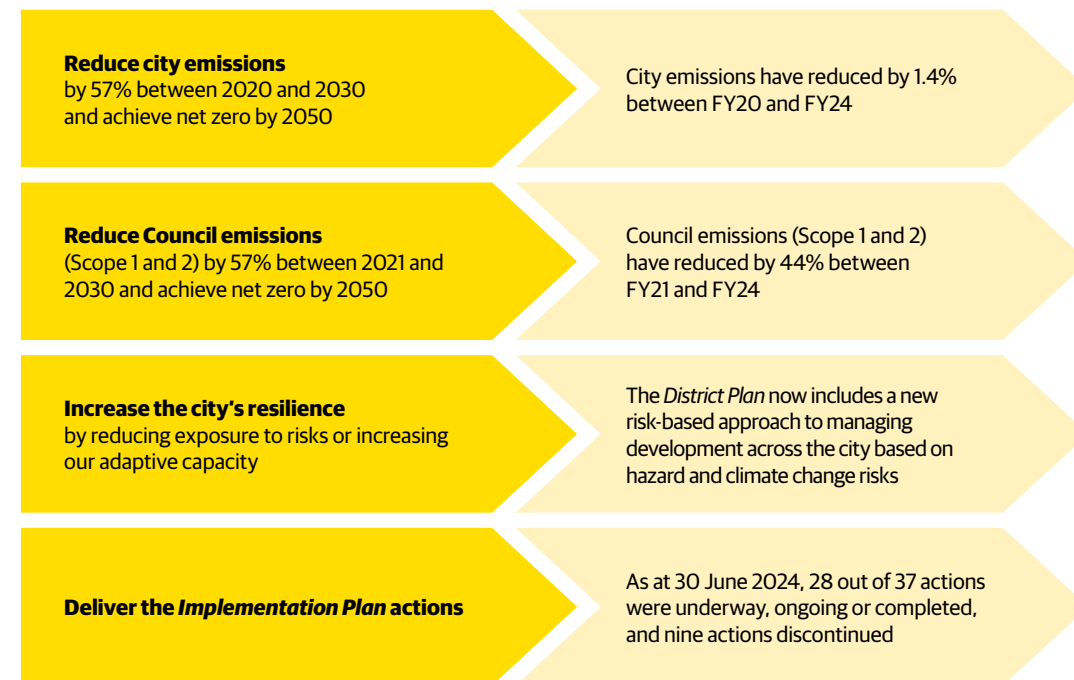 Reduce city emissions
by 57% between 2020 and 2030
and achieve net zero by 2050
City emissions have reduced by 1.4%
between FY20 and FY24
Reduce Council emissions
(Scope 1 and 2) by 57% between 2021 and
2030 and achieve net zero by 2050
Council emissions (Scope 1 and 2)
have reduced by 44% between
FY21 and FY24
Increase the city's resilience
by reducing exposure to risks or increasing
our adaptive capacity
The District Plan now includes a new
risk-based approach to managing
development across the city based on
hazard and climate change risks
Deliver the Implementation Plan actions
As at 30 June 2024, 28 out of 37 actions
were underway, ongoing or completed,
and nine actions discontinued